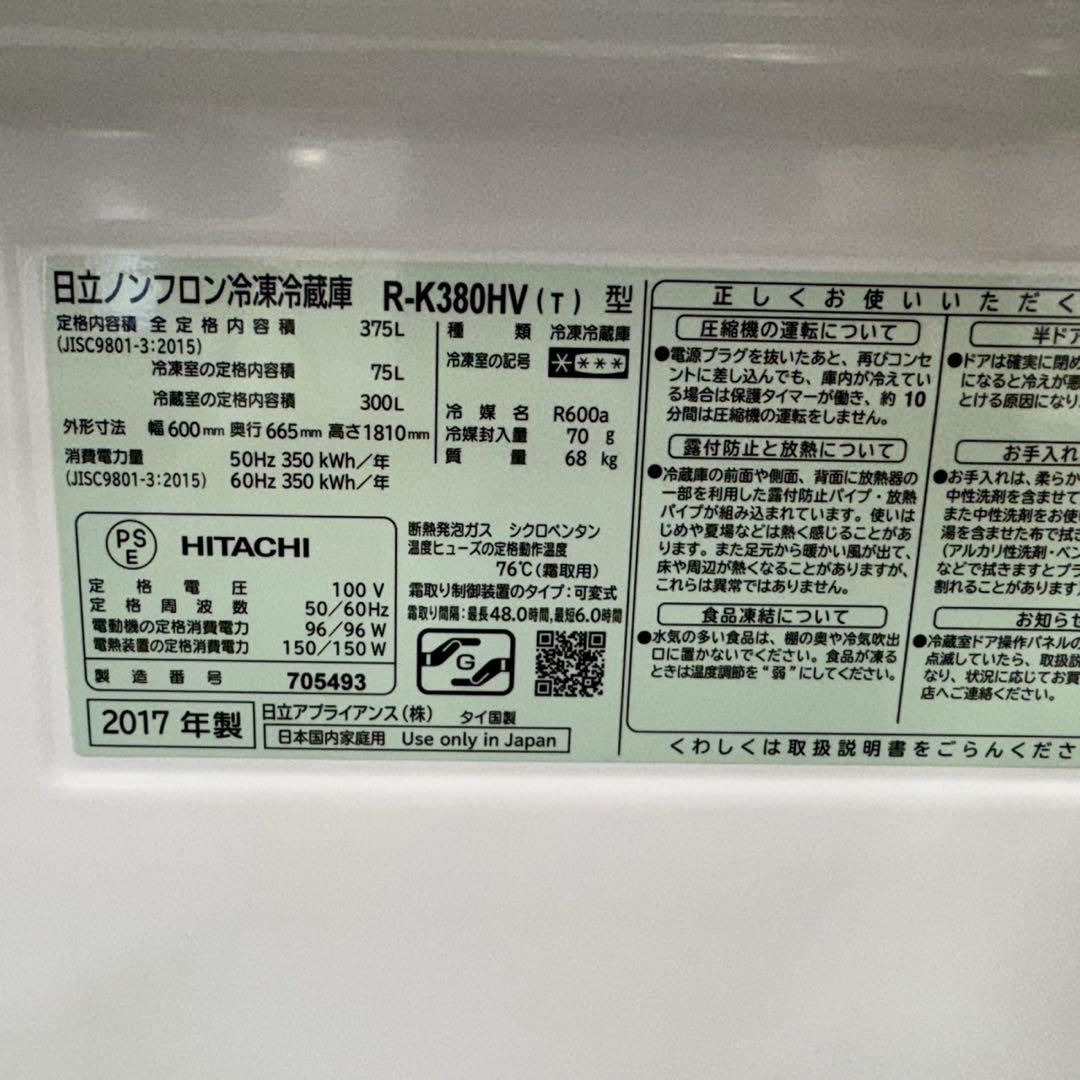 日立ノンフロン冷凍冷蔵庫 R-K380HV(T) 型
定格内容積 全定格内容積 375L
(JISC9801-3:2015)
冷凍室の定格内容積 75L
冷蔵室の定格内容積 300L
外形寸法 幅600mm 奥行665mm 高さ1810mm
消費電力量 50Hz 350 kWh/年
(JISC9801-3:2015) 60Hz 350 kWh/年
種類 冷凍冷蔵庫
冷凍室の記号 ****
冷媒名 R600a
冷媒封入量 70 g
質量 68 kg
PS
E
HITACHI
定格電圧 100 V
定格周波数 50/60Hz
電動機の定格消費電力 96/96 W
電熱装置の定格消費電力 150/150 W
製造番号 705493
断熱発泡ガス シクロペンタン
温度ヒューズの定格動作温度
76℃(霜取用)
霜取り制御装置のタイプ:可変式
霜取り間隔:最長48.0時間,最短6.0時間
G
2017 年製
日立アプライアンス(株) タイ国製
日本国内家庭用 Use only in Japan
正しくお使いいただく
圧縮機の運転について
●電源プラグを抜いたあと、再びコンセ
ントに差し込んでも、庫内が冷えてい
る場合は保護タイマーが働き、約10
分間は圧縮機の運転をしません。
露付防止と放熱について
●冷蔵庫の前面や側面、背面に放熱器の
一部を利用した露付防止パイプ・放熱
パイプが組み込まれています。使いは
じめや夏場などは熱く感じることがあ
ります。また足元から暖かい風が出て、
床や周辺が熱くなることがありますが、
これらは異常ではありません。
食品凍結について
●水気の多い食品は、棚の奥や冷気吹出
口に置かないでください。食品が凍る
ときは温度調節を“弱”にしてください。
半ドア
●ドアは確実に閉め
になると冷えが悪
とける原因になり
お手入れ
●お手入れは、柔らか
中性洗剤を含ませて
また中性洗剤をお使
湯を含ませた布で拭き
(アルカリ性洗剤・ベン
などで拭きますとプラ
割れることがあります
お知らせ
●冷蔵室ドア操作パネルの
点滅していたら、取扱説
なり、状況に応じてお買
店へご連絡ください。
くわしくは取扱説明書をごらんくださ